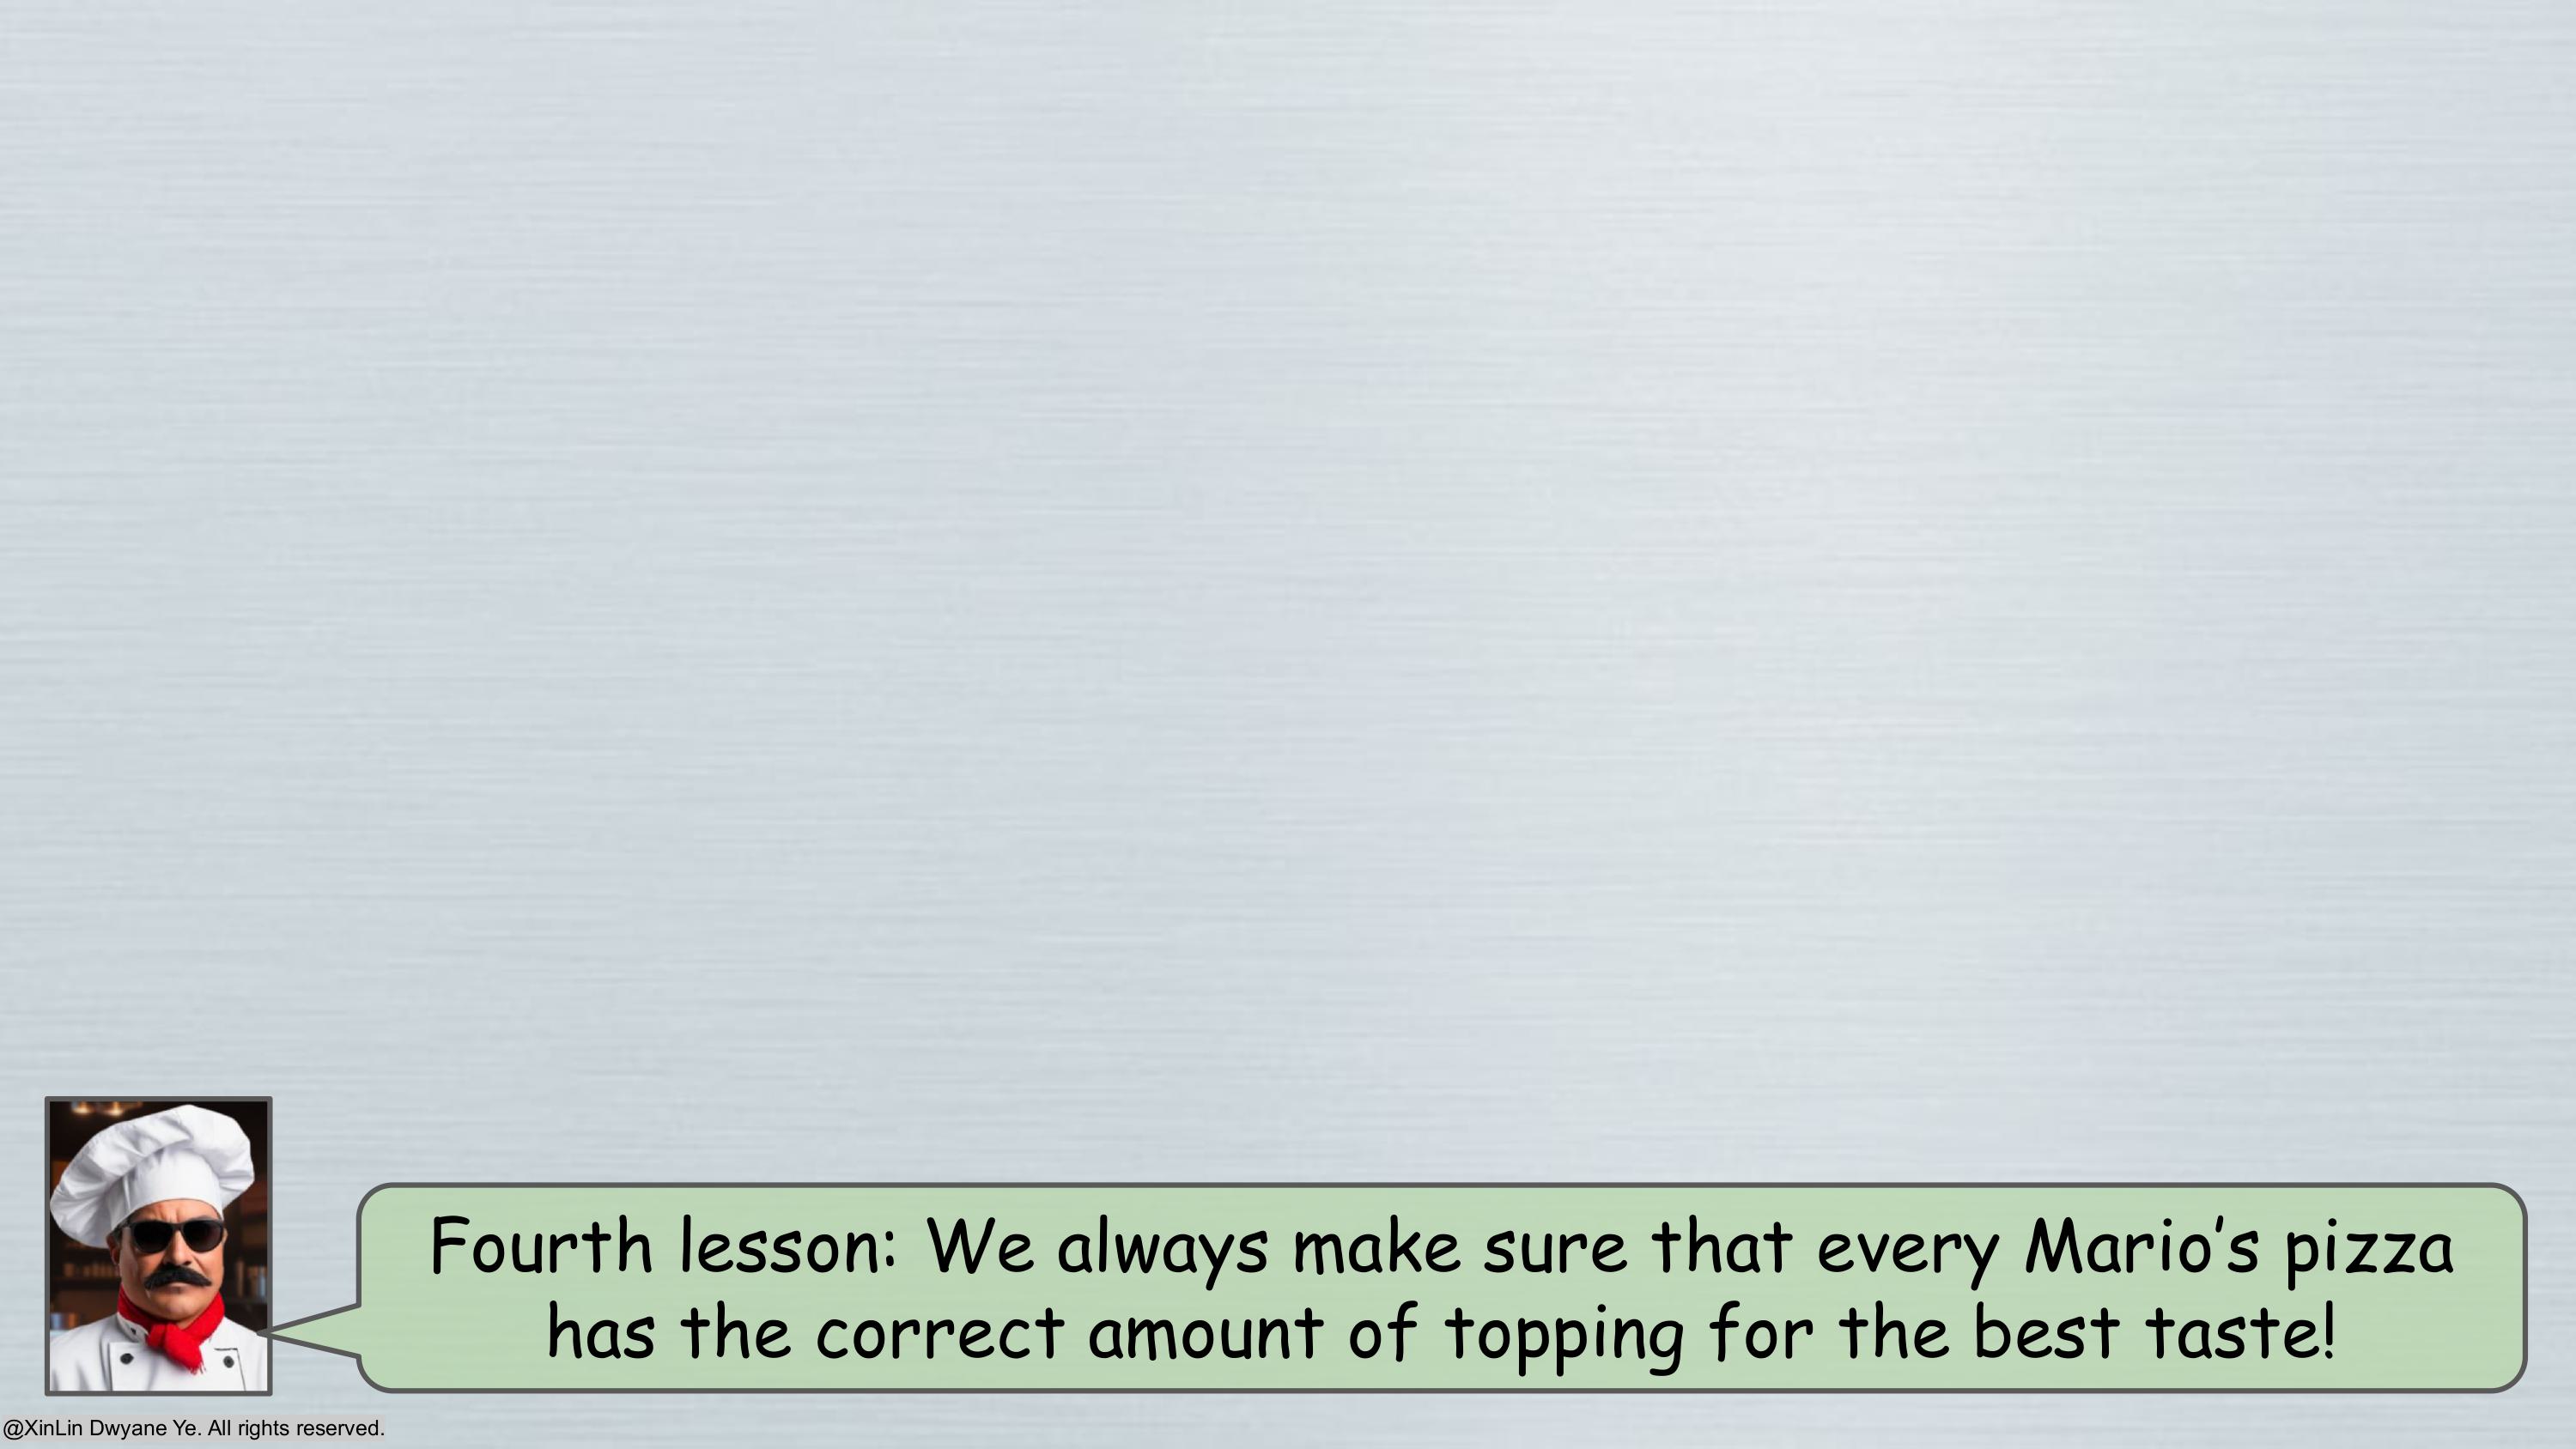 Fourth lesson: We always make sure that every Mario’s pizza
has the correct amount of topping for the best taste!
@XinLin Dwyane Ye. All rights reserved.